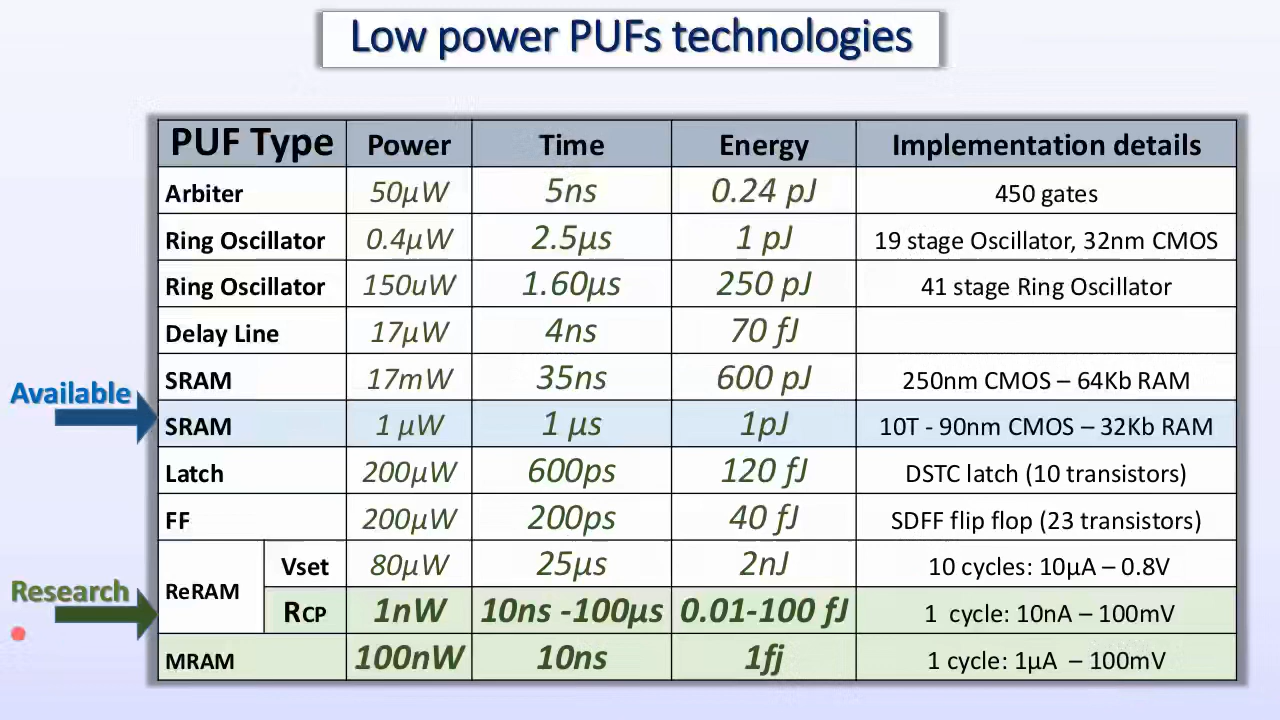 Low power PUFs technologies
PUF Type Power Time Energy Implementation details
Arbiter 50µW 5ns 0.24 pJ 450 gates
Ring Oscillator 0.4µW 2.5µs 1 pJ 19 stage Oscillator, 32nm CMOS
Ring Oscillator 150uW 1.60µs 250 pJ 41 stage Ring Oscillator
Delay Line 17µW 4ns 70 fJ
SRAM 17mW 35ns 600 pJ 250nm CMOS – 64Kb RAM
Available
SRAM 1 µW 1 µs 1pJ 10T - 90nm CMOS – 32Kb RAM
Latch 200µW 600ps 120 fJ DSTC latch (10 transistors)
FF 200µW 200ps 40 fJ SDFF flip flop (23 transistors)
ReRAM Vset 80µW 25µs 2nJ 10 cycles: 10µA – 0.8V
Research
RCP 1nW 10ns -100µs 0.01-100 fJ 1 cycle: 10nA – 100mV
MRAM 100nW 10ns 1fj 1 cycle: 1µA – 100mV